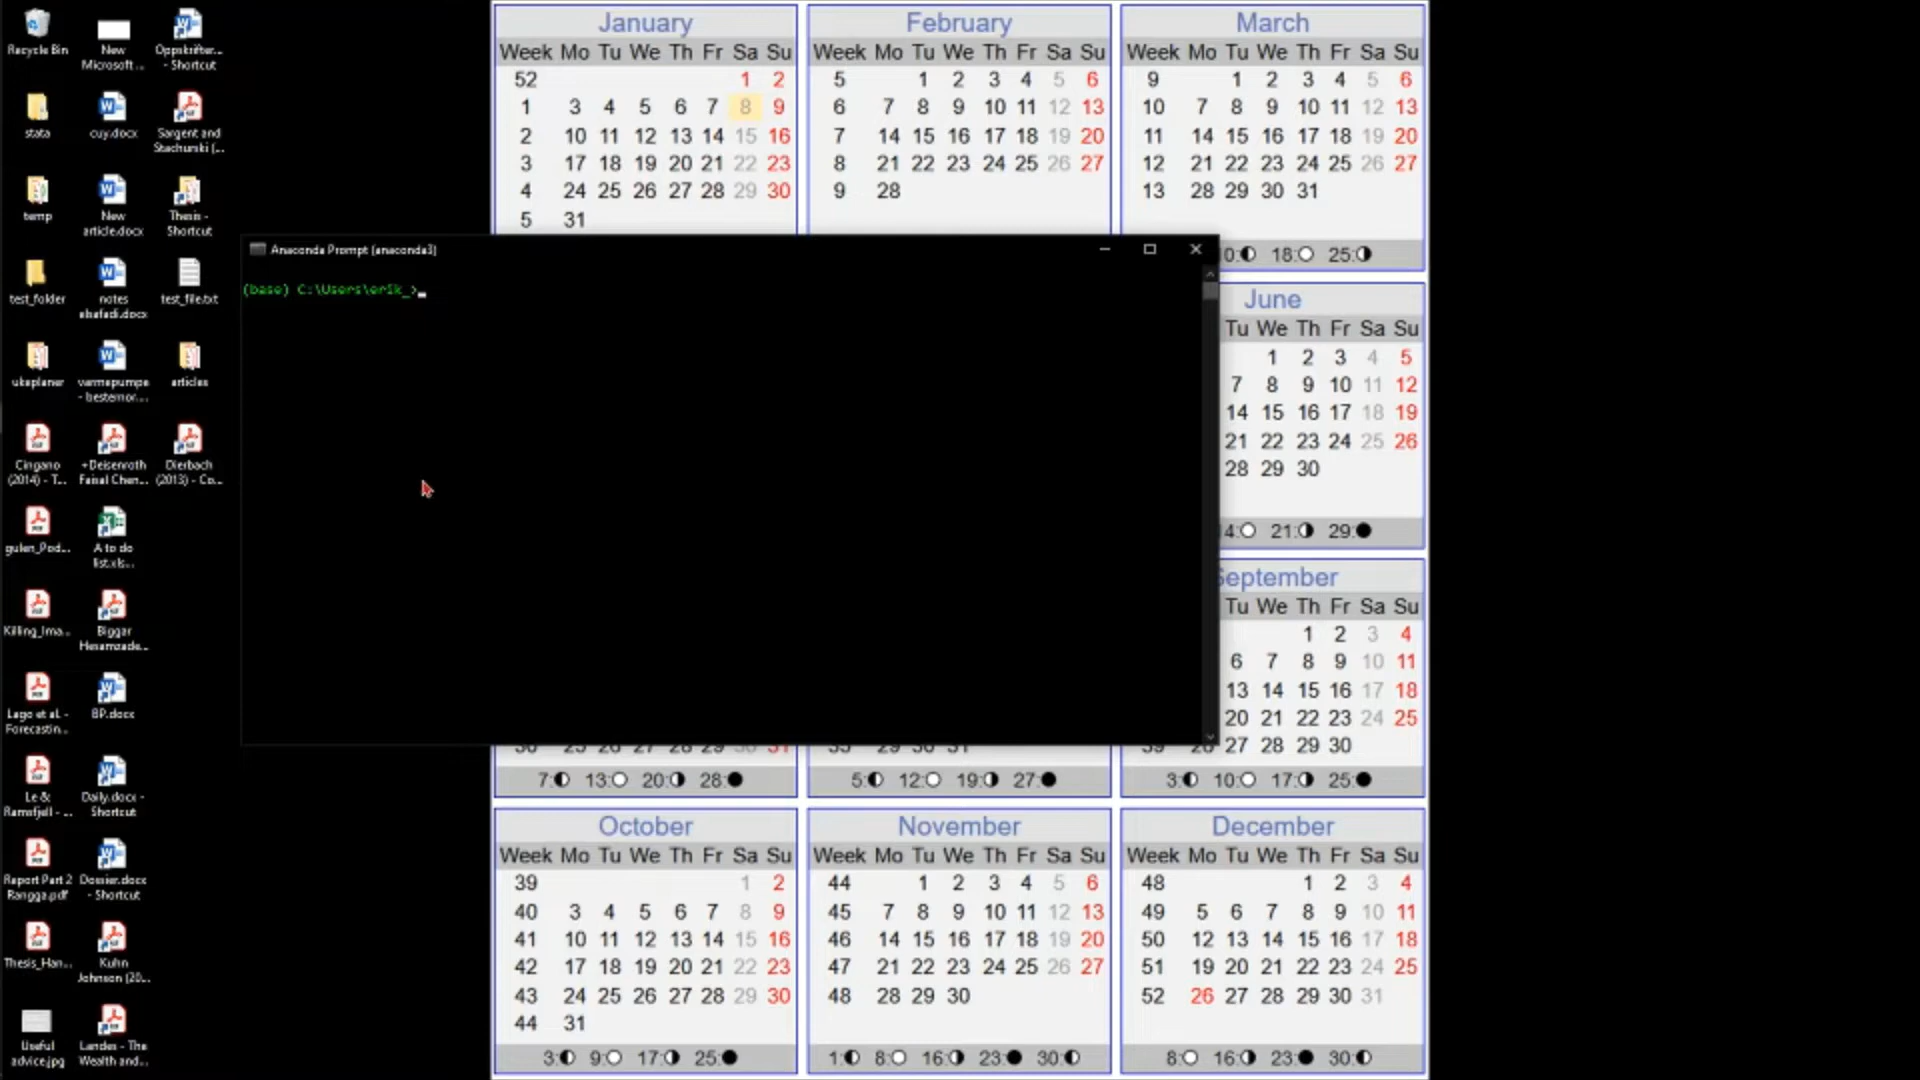 Recycle Bin
New
Microsoft ...
Oppskrifter...
- Shortcut
stata
cuy.docx
Sargent and
Stachurski (...
temp
New
article.docx
Thesis -
Shortcut
test_folder
notes
test_file.txt
ukeplaner
varmepumpe
- bestemor...
articles
Cingano
(2014) - T...
+Deisenroth
Faisal Chen...
Dierbach
(2013) - Co...
gulen_Pod...
A to do
list.xls...
Killing_Ima...
Biggar
Hesamzade...
Lago et al. -
Forecastin...
BP.docx
Le &
Ramsfjell - ...
Daily.docx -
Shortcut
Report Part 2
Rangga.pdf
Dossier.docx
- Shortcut
Thesis_Han...
Kuhn
Johnson (20...
Useful
advice.jpg
Landes - The
Wealth and...
January
Week Mo Tu We Th Fr Sa Su
52 1 2
1 3 4 5 6 7 8 9
2 10 11 12 13 14 15 16
3 17 18 19 20 21 22 23
4 24 25 26 27 28 29 30
5 31
February
Week Mo Tu We Th Fr Sa Su
5 1 2 3 4 5 6
6 7 8 9 10 11 12 13
7 14 15 16 17 18 19 20
8 21 22 23 24 25 26 27
9 28
March
Week Mo Tu We Th Fr Sa Su
9 1 2 3 4 5 6
10 7 8 9 10 11 12 13
11 14 15 16 17 18 19 20
12 21 22 23 24 25 26 27
13 28 29 30 31
0: 18: 25:
Anaconda Prompt (anaconda3)
(base) C:\Users\erik_>
June
Tu We Th Fr Sa Su
1 2 3 4 5
7 8 9 10 11 12
14 15 16 17 18 19
21 22 23 24 25 26
28 29 30
4: 21: 29:
7: 13: 20: 28:
5: 12: 19: 27:
September
Tu We Th Fr Sa Su
1 2 3 4
6 7 8 9 10 11
13 14 15 16 17 18
20 21 22 23 24 25
27 28 29 30
3: 10: 17: 25:
October
Week Mo Tu We Th Fr Sa Su
39 1 2
40 3 4 5 6 7 8 9
41 10 11 12 13 14 15 16
42 17 18 19 20 21 22 23
43 24 25 26 27 28 29 30
44 31
3: 9: 17: 25:
November
Week Mo Tu We Th Fr Sa Su
44 1 2 3 4 5 6
45 7 8 9 10 11 12 13
46 14 15 16 17 18 19 20
47 21 22 23 24 25 26 27
48 28 29 30
1: 8: 16: 23: 30:
December
Week Mo Tu We Th Fr Sa Su
48 1 2 3 4
49 5 6 7 8 9 10 11
50 12 13 14 15 16 17 18
51 19 20 21 22 23 24 25
52 26 27 28 29 30 31
8: 16: 23: 30: